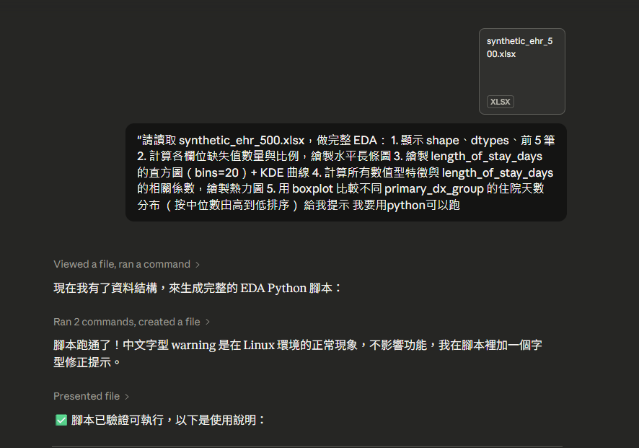 synthetic_ehr_5
00.xlsx
XLSX
"請讀取 synthetic_ehr_500.xlsx，做完整 EDA： 1. 顯示 shape、dtypes、前 5 筆
2. 計算各欄位缺失值數量與比例，繪製水平長條圖 3. 繪製 length_of_stay_days
的直方圖（bins=20）+ KDE 曲線 4. 計算所有數值型特徵與 length_of_stay_days
的相關係數，繪製熱力圖 5. 用 boxplot 比較不同 primary_dx_group 的住院天數
分布（按中位數由高到低排序） 給我提示 我要用python可以跑
Viewed a file, ran a command >
現在我有了資料結構，來生成完整的 EDA Python 腳本：
Ran 2 commands, created a file >
腳本跑通了！中文字型 warning 是在 Linux 環境的正常現象，不影響功能，我在腳本裡加一個字
型修正提示。
Presented file >
✅ 腳本已驗證可執行，以下是使用說明：